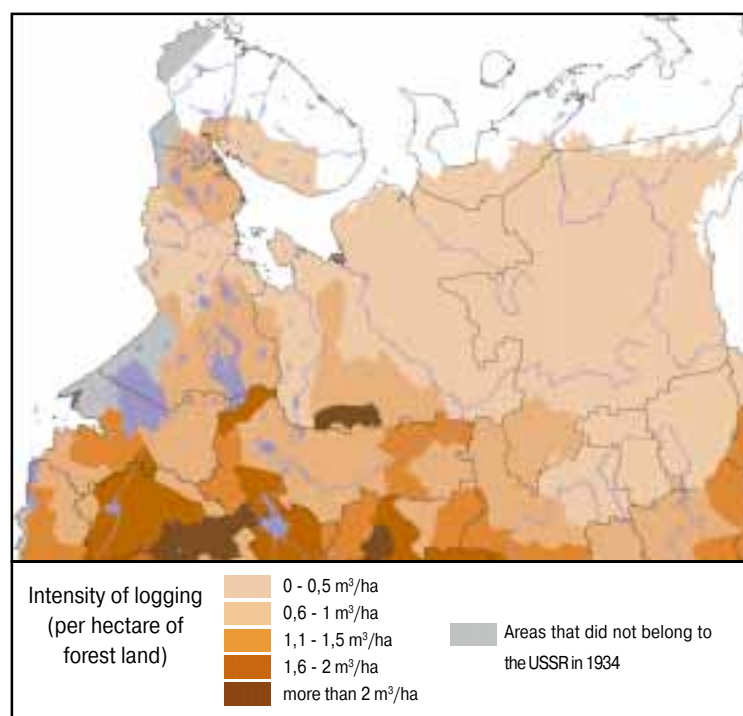 Intensity of logging
(per hectare of
forest land)
0 - 0,5 m³/ha
0,6 - 1 m³/ha
1,1 - 1,5 m³/ha
1,6 - 2 m³/ha
more than 2 m³/ha
Areas that did not belong to
the USSR in 1934